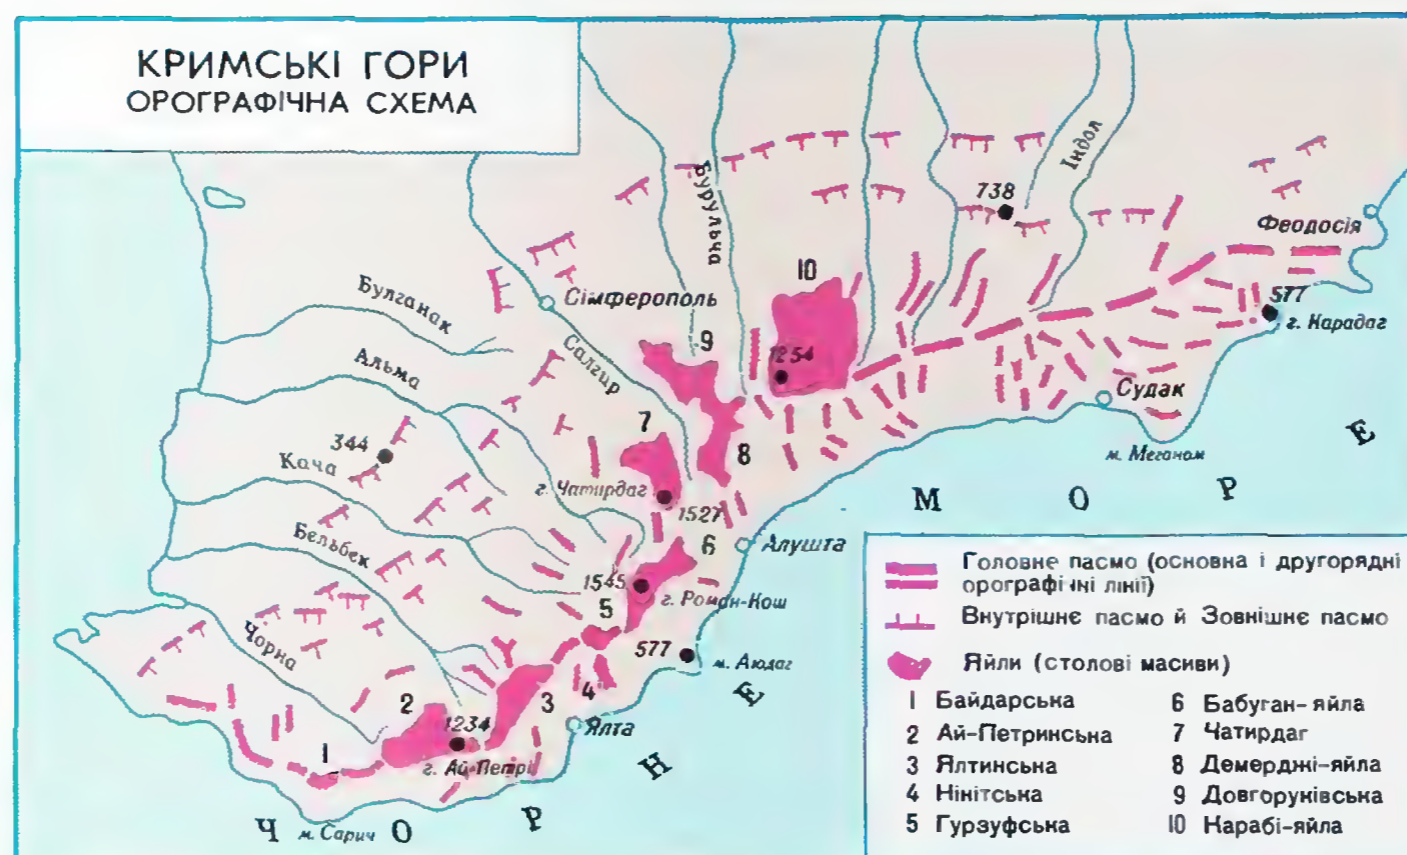 КРИМСЬКІ ГОРИ
ОРОГРАФІЧНА СХЕМА
Бурульча
Індол
738
Феодосія
10
577
г. Карадаг
Сімферополь
Булганак
9
Салгир
1254
Альма
Судак
7
344
8
м. Меганом
Кача
г. Чатирдаг
1527
Бельбек
6
Алушта
1545
г. Роман-Кош
5
Чорна
577
м. Аюдаг
4
2
3
1234
Ялта
1
г. Ай-Петрі
м. Сарич
ЧОРНЕ МОРЕ
Головне пасмо (основна і другорядні
орографічні лінії)
Внутрішнє пасмо й Зовнішнє пасмо
Яйли (столові масиви)
1 Байдарська
2 Ай-Петринська
3 Ялтинська
4 Нікітська
5 Гурзуфська
6 Бабуган-яйла
7 Чатирдаг
8 Демерджі-яйла
9 Довгоруківська
10 Карабі-яйла